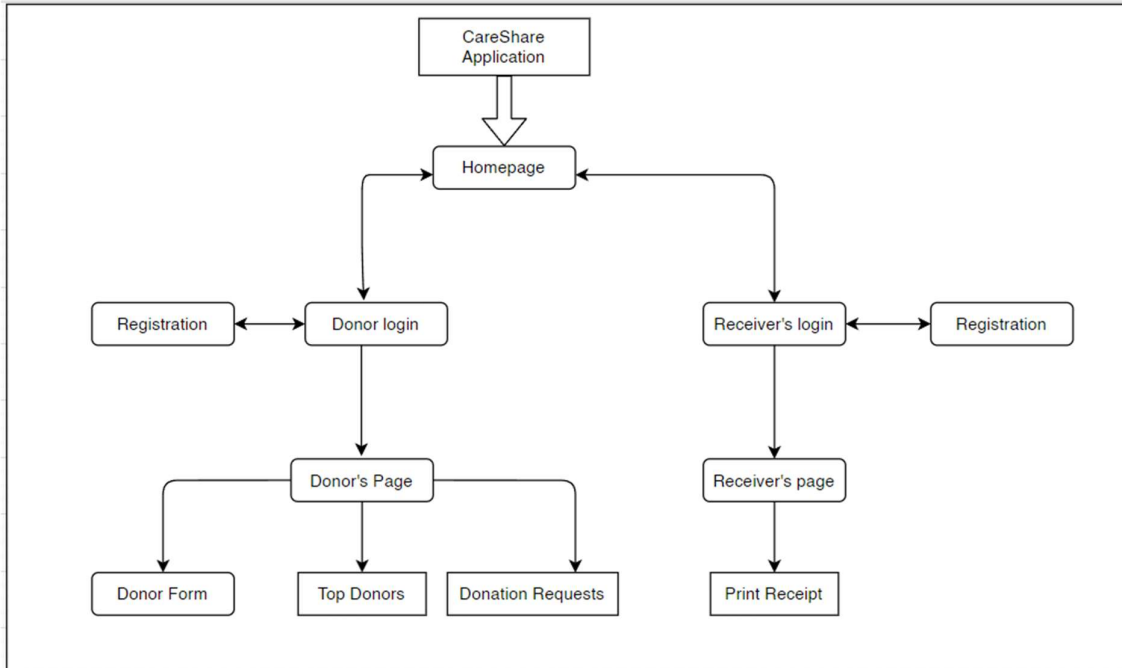 CareShare
Application
Homepage
Registration
Donor login
Receiver's login
Registration
Donor's Page
Receiver's page
Donor Form
Top Donors
Donation Requests
Print Receipt